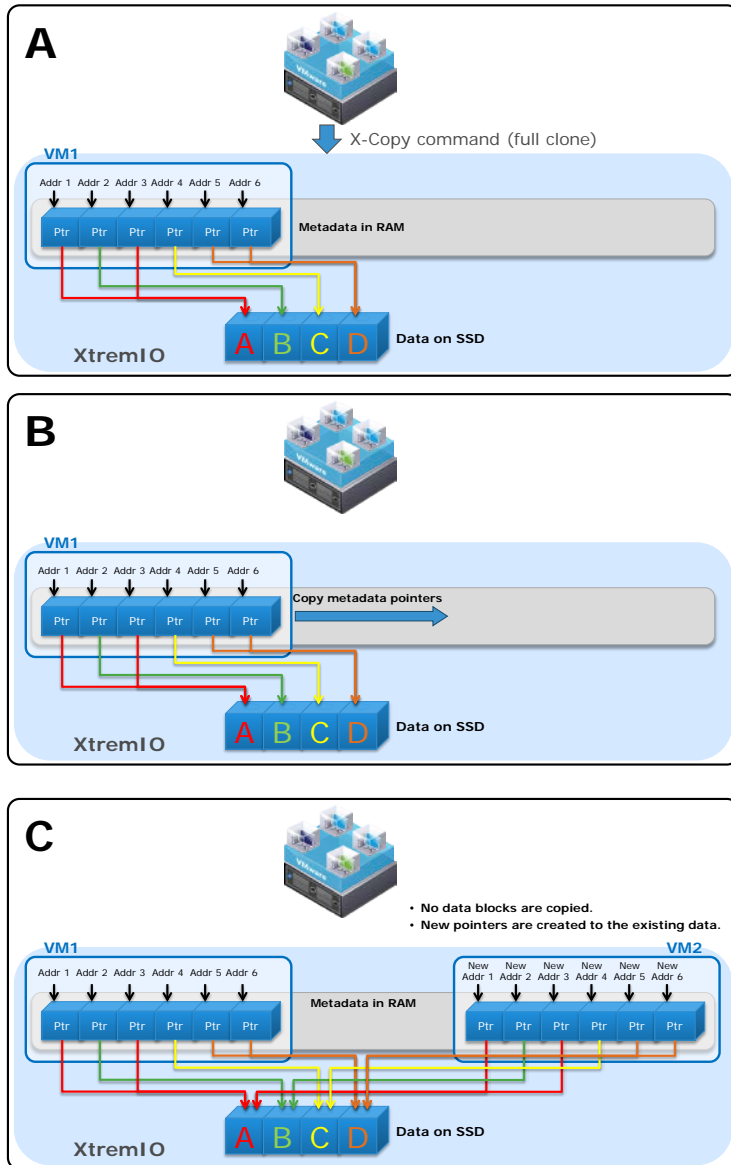 A
VMware
X-Copy command (full clone)
VM1
Addr 1 Addr 2 Addr 3 Addr 4 Addr 5 Addr 6
Metadata in RAM
Ptr Ptr Ptr Ptr Ptr Ptr
A B C D
Data on SSD
XtremIO
B
VMware
VM1
Addr 1 Addr 2 Addr 3 Addr 4 Addr 5 Addr 6
Copy metadata pointers
Ptr Ptr Ptr Ptr Ptr Ptr
A B C D
Data on SSD
XtremIO
C
VMware
• No data blocks are copied.
• New pointers are created to the existing data.
VM1
VM2
Addr 1 Addr 2 Addr 3 Addr 4 Addr 5 Addr 6
New New New New New New
Addr 1 Addr 2 Addr 3 Addr 4 Addr 5 Addr 6
Metadata in RAM
Ptr Ptr Ptr Ptr Ptr Ptr
Ptr Ptr Ptr Ptr Ptr Ptr
A B C D
Data on SSD
XtremIO